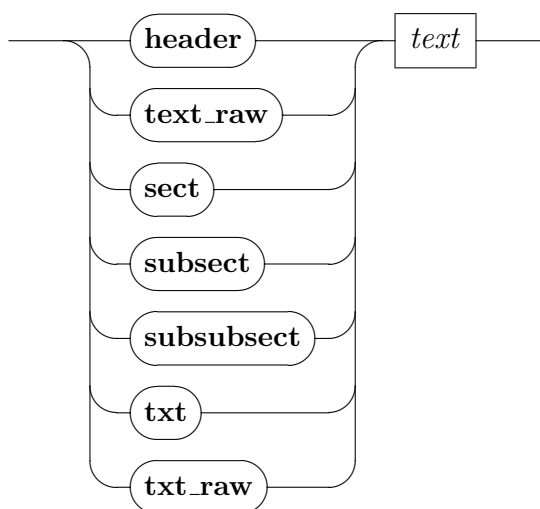 header text
text_raw
sect
subsect
subsubsect
txt
txt_raw